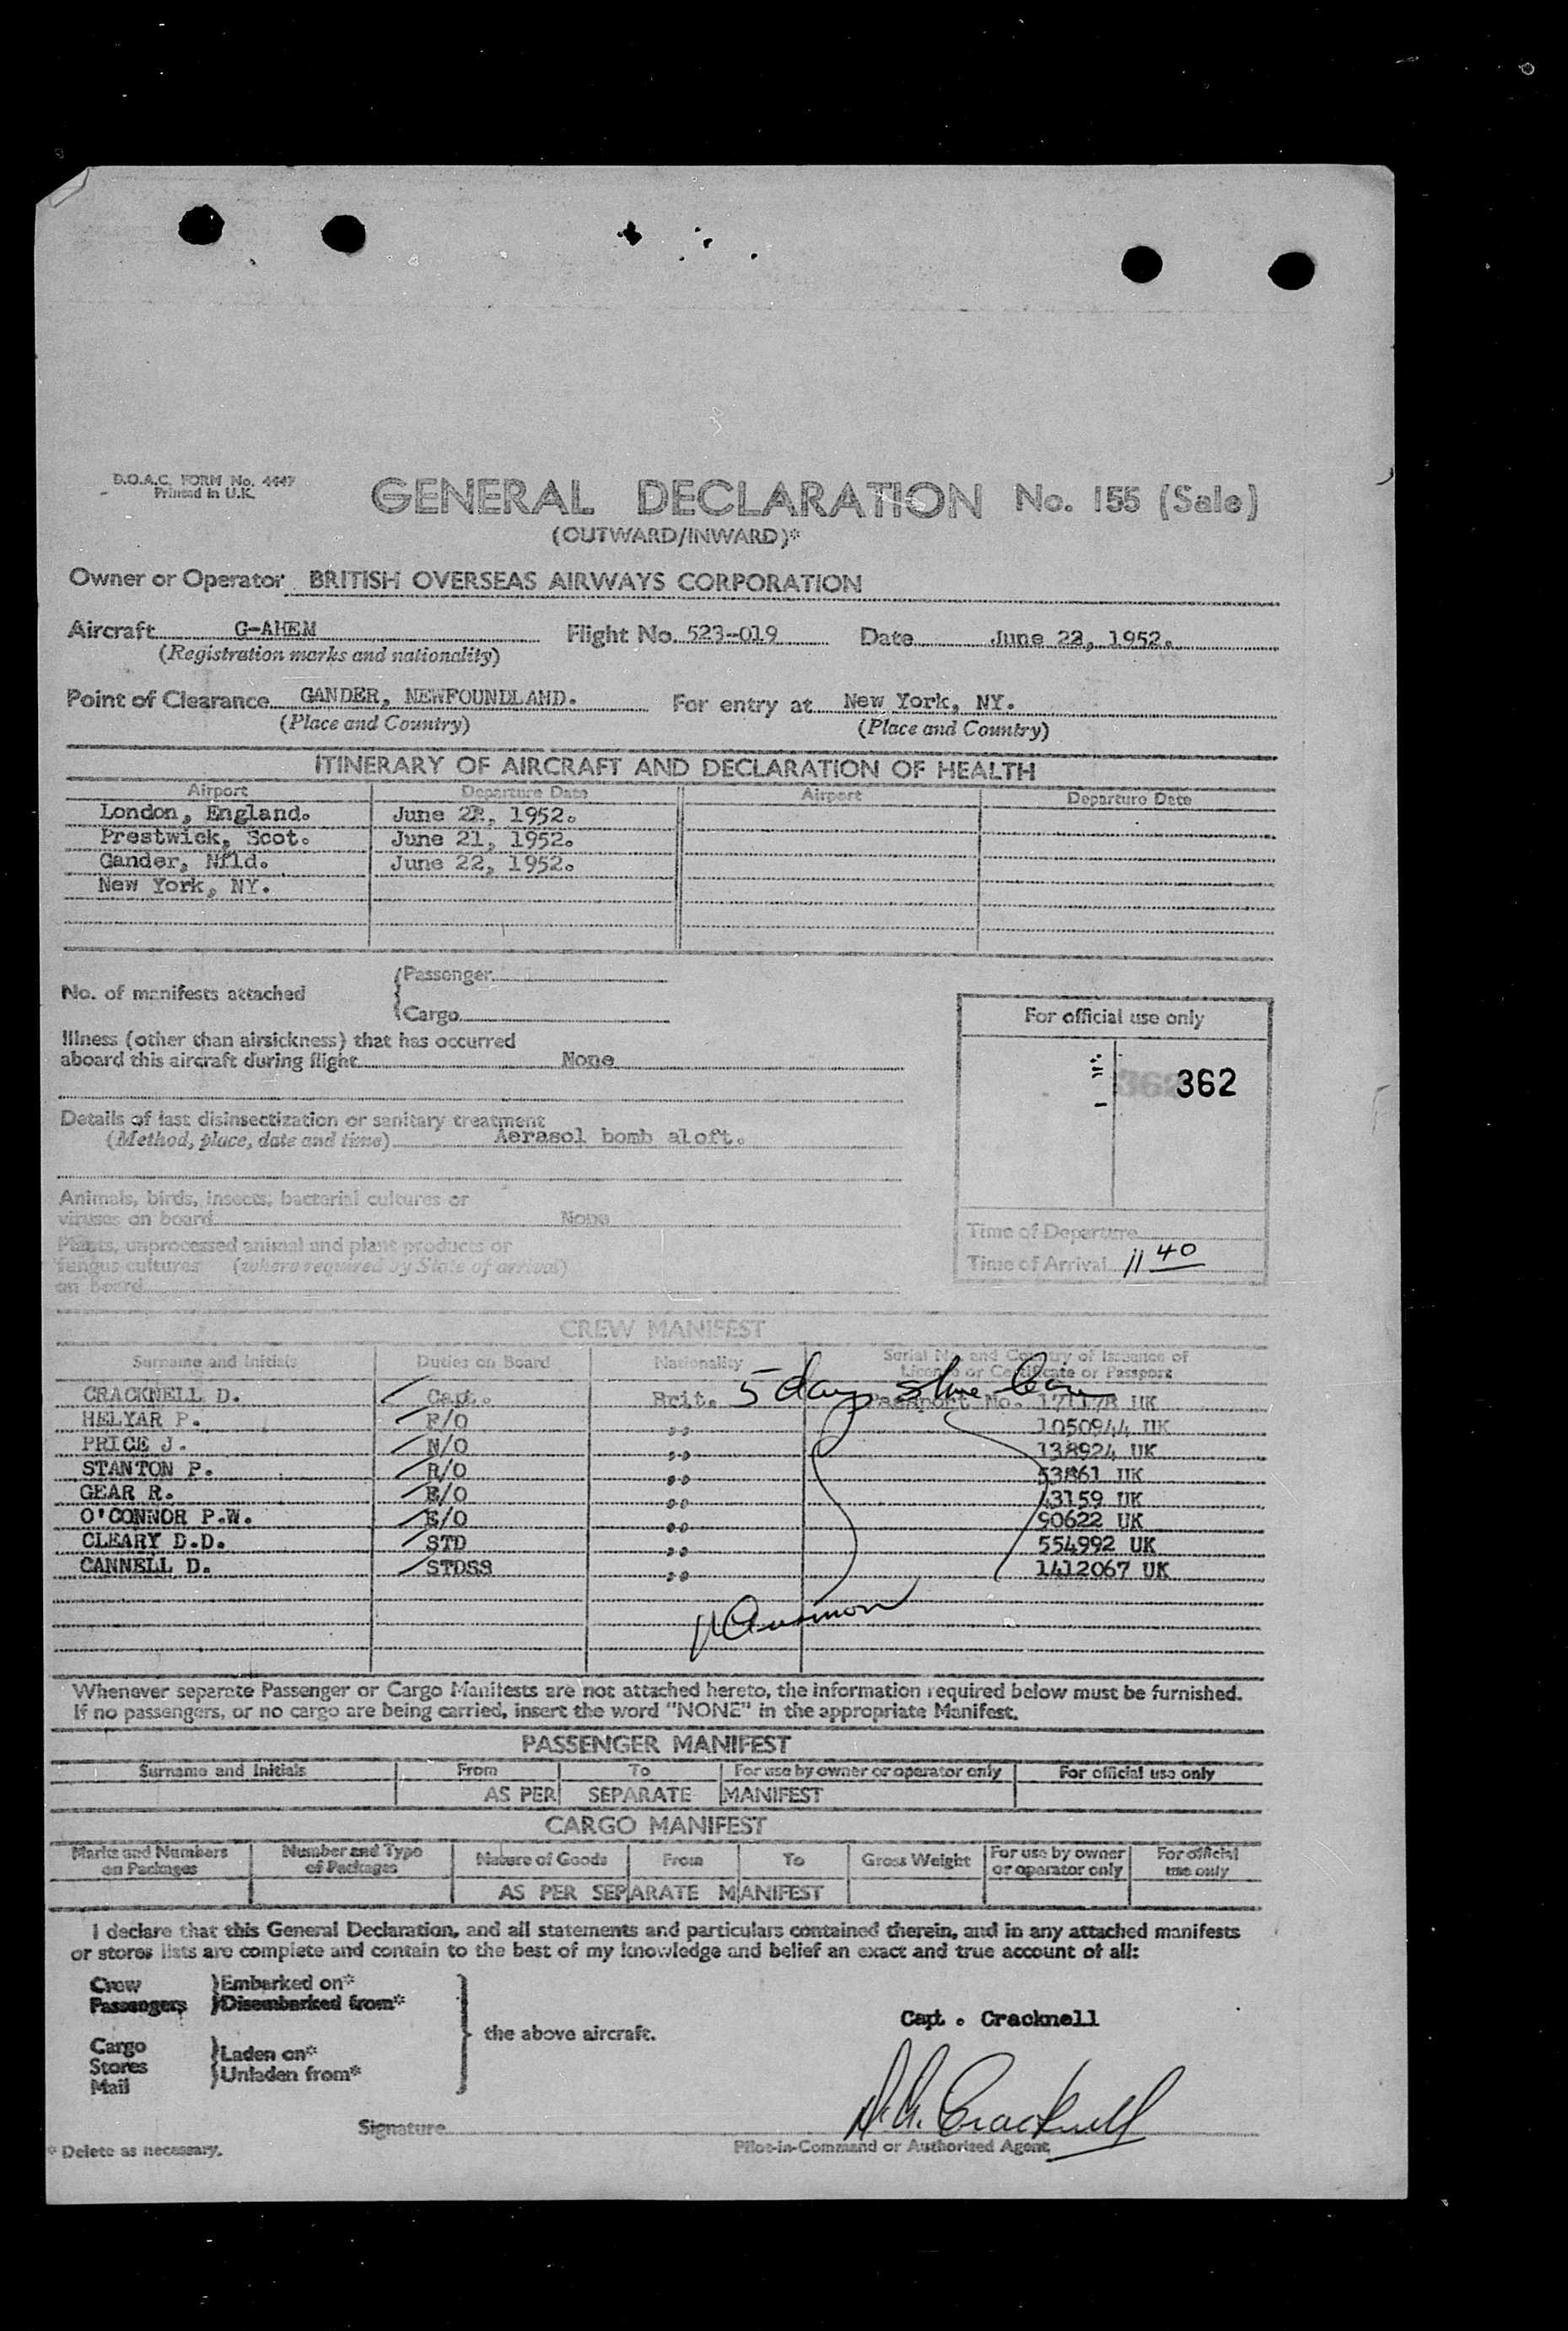 B.O.A.C. FORM No. 4447
Printed in U.K.
GENERAL DECLARATION No. 155 (Sale)
(OUTWARD/INWARD)*
Owner or Operator BRITISH OVERSEAS AIRWAYS CORPORATION
Aircraft G-AHEM Flight No. 523-019 Date June 22, 1952.
(Registration marks and nationality)
Point of Clearance GANDER, NEWFOUNDLAND. For entry at New York, NY.
(Place and Country) (Place and Country)
ITINERARY OF AIRCRAFT AND DECLARATION OF HEALTH
Airport Departure Date Airport Departure Date
London, England. June 22, 1952.
Prestwick, Scot. June 21, 1952.
Gander, Nfld. June 22, 1952.
New York, NY.
No. of manifests attached
Passenger
Cargo
For official use only
Illness (other than airsickness) that has occurred
aboard this aircraft during flight None
362
Details of last disinsectization or sanitary treatment
(Method, place, date and time) Aerasol bomb aloft.
Animals, birds, insects, bacterial cultures or
viruses on board None
Plants, unprocessed animal and plant products or
fungus cultures (where required by State of arrival)
on Board
Time of Departure
Time of Arrival 11 40
CREW MANIFEST
Surname and Initials Duties on Board Nationality Serial No. and Country of Issuance of
Licence or Certificate or Passport
5 day shore leave
CRACKNELL D. Capt. Brit. Passport No. 171178 UK
HELYAR P. F/O " 1050944 UK
PRICE J. N/O " 138924 UK
STANTON P. R/O " 53861 UK
GEAR R. E/O " 43159 UK
O'CONNOR P.W. E/O " 90622 UK
CLEARY D.D. STD " 554992 UK
CANNELL D. STDSS " 1412067 UK
Whenever separate Passenger or Cargo Manifests are not attached hereto, the information required below must be furnished.
If no passengers, or no cargo are being carried, insert the word "NONE" in the appropriate Manifest.
PASSENGER MANIFEST
Surname and Initials From To For use by owner or operator only For official use only
AS PER SEPARATE MANIFEST
CARGO MANIFEST
Marks and Numbers on Packages Number and Type of Packages Nature of Goods From To Gross Weight For use by owner or operator only For official use only
AS PER SEPARATE MANIFEST
I declare that this General Declaration, and all statements and particulars contained therein, and in any attached manifests
or stores lists are complete and contain to the best of my knowledge and belief an exact and true account of all:
Crew Embarked on*
Passengers Disembarked from*
the above aircraft.
Capt. Cracknell
Cargo
Stores Laden on*
Mail Unladen from*
Signature D.A. Cracknell
Pilot-in-Command or Authorized Agent
* Delete as necessary.